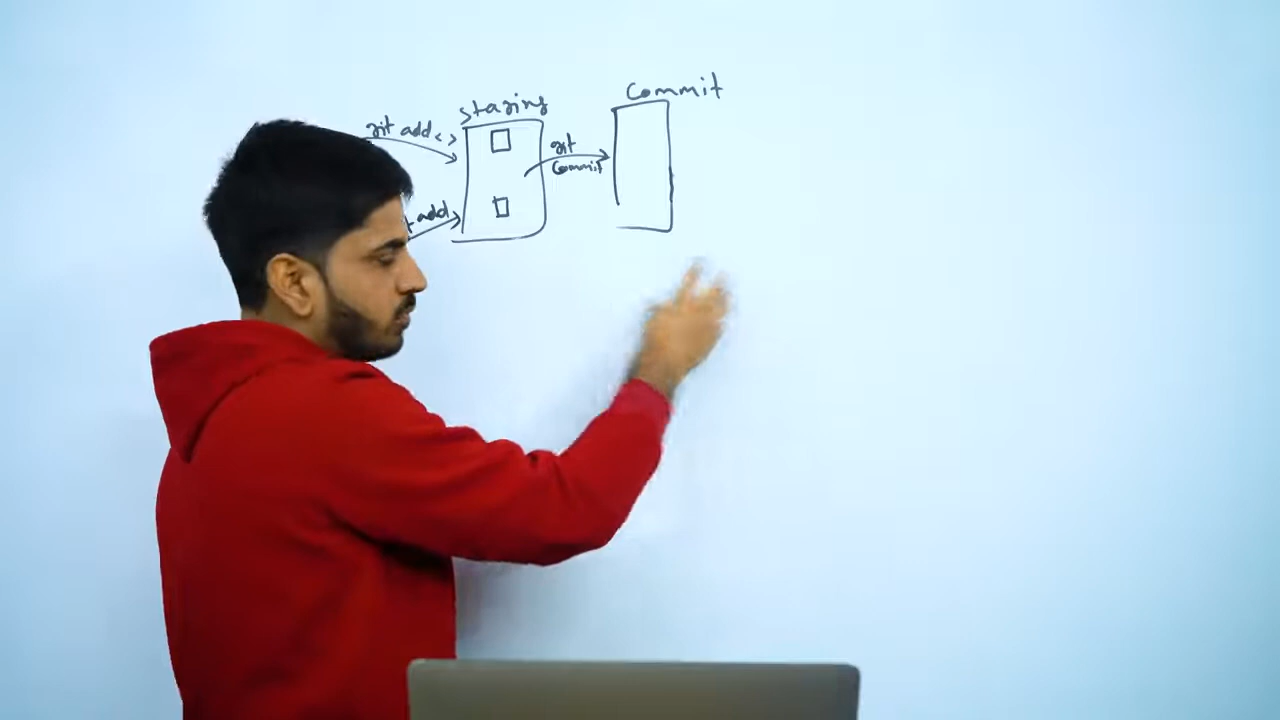 Commit
staging
git add <>
git
commit
add